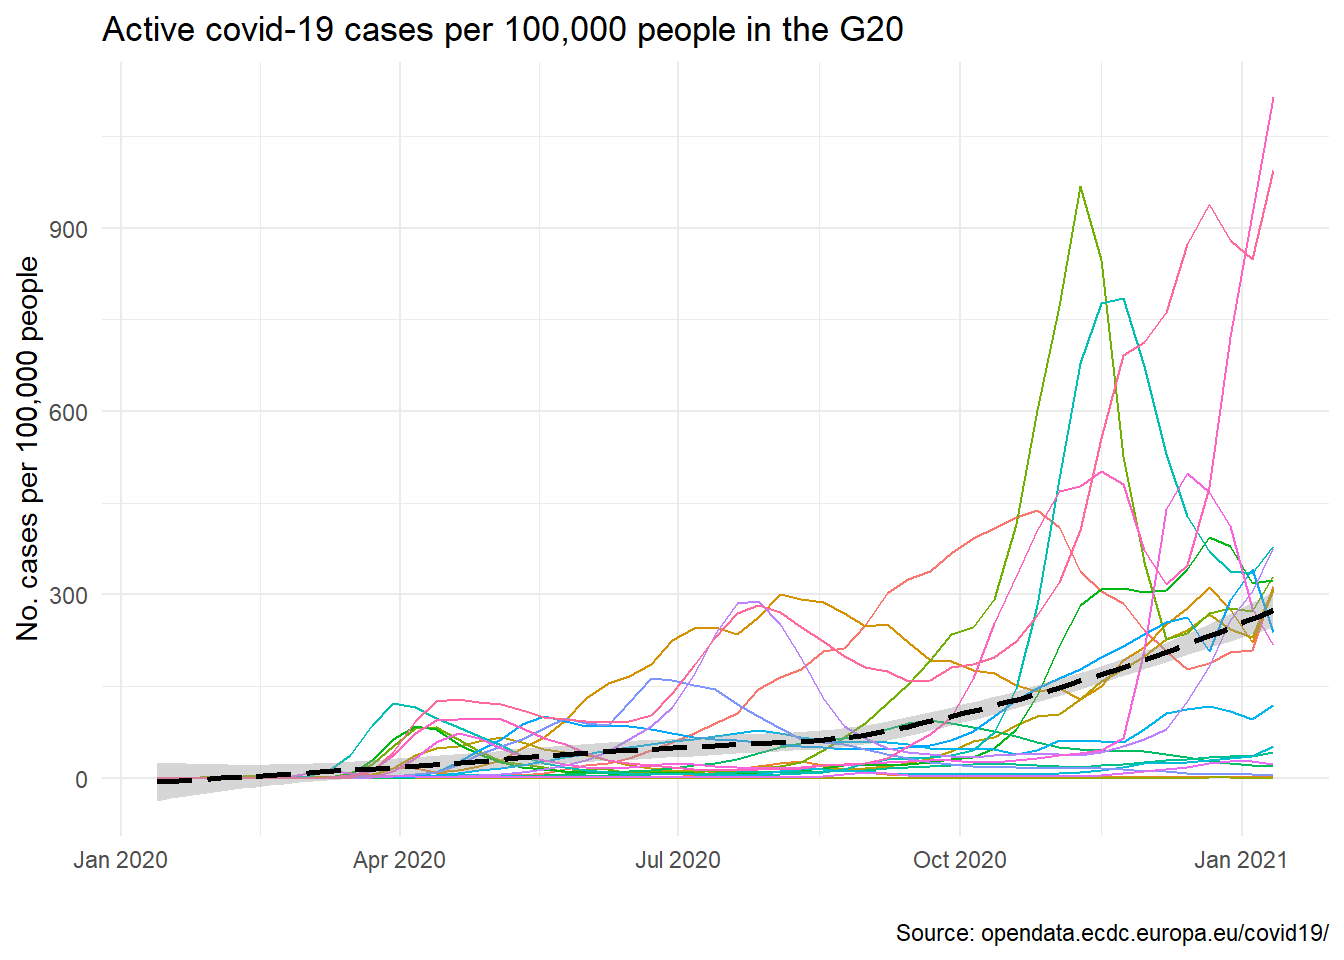 Active covid-19 cases per 100,000 people in the G20
No. cases per 100,000 people
900
600
300
0
Jan 2020
Apr 2020
Jul 2020
Oct 2020
Jan 2021
Source: opendata.ecdc.europa.eu/covid19/